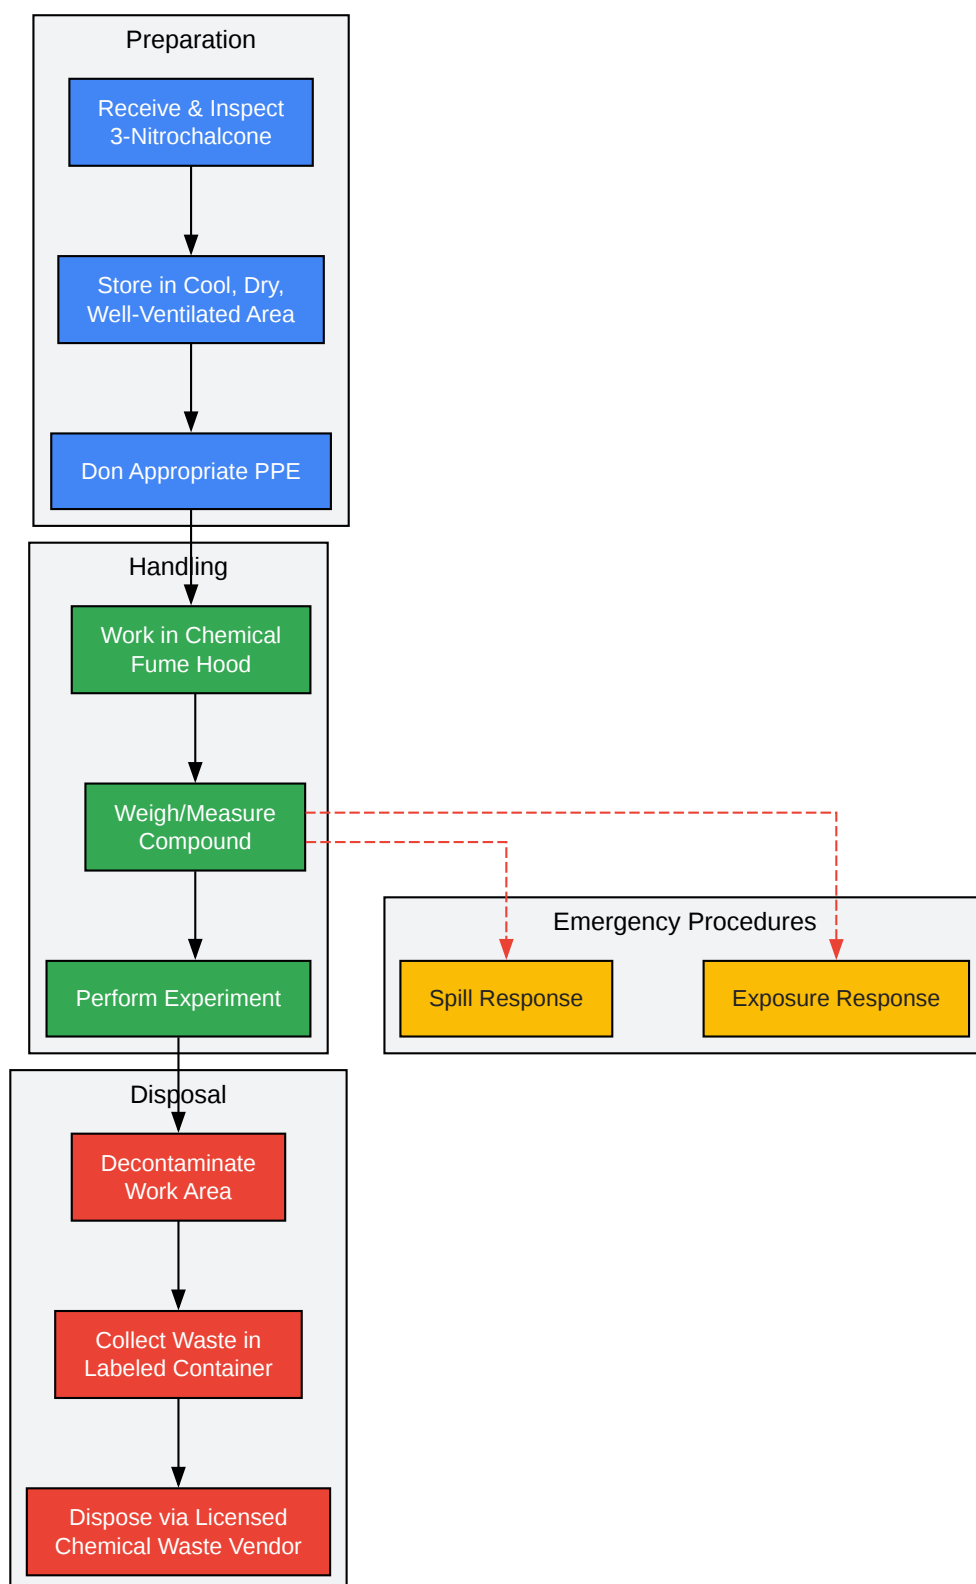 Preparation
Receive & Inspect
3-Nitrochalcone
Store in Cool, Dry,
Well-Ventilated Area
Don Appropriate PPE
Handling
Work in Chemical
Fume Hood
Weigh/Measure
Compound
Perform Experiment
Emergency Procedures
Spill Response
Exposure Response
Disposal
Decontaminate
Work Area
Collect Waste in
Labeled Container
Dispose via Licensed
Chemical Waste Vendor